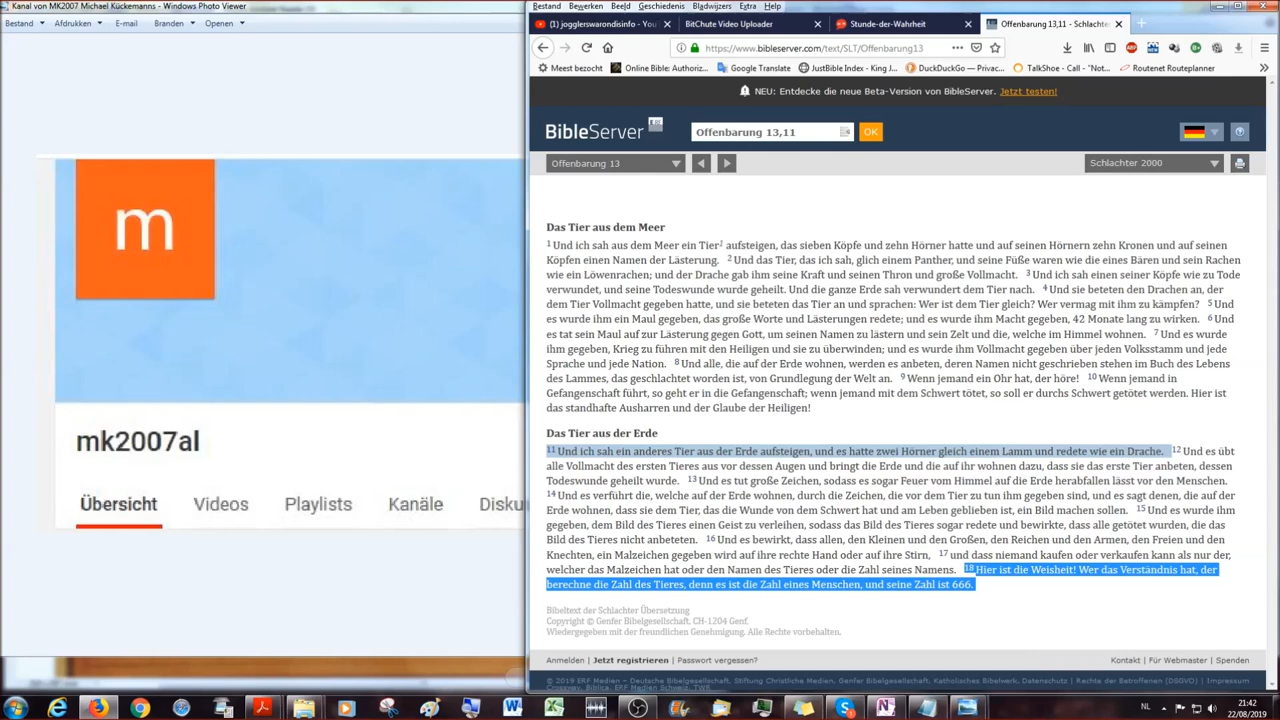 Kanal von MK2007 Michael Kückemanns - Windows Photo Viewer
Bestand Afdrukken E-mail Branden Openen
m
mk2007al
Übersicht Videos Playlists Kanäle Disku
Bestand Bewerken Beeld Geschiedenis Bladwijzers Extra Help
(1) jogglerswarondisinfo - You
BitChute Video Uploader
Stunde-der-Wahrheit
Offenbarung 13,11 - Schlachter
https://www.bibleserver.com/text/SLT/Offenbarung13
Meest bezocht Online Bible: Authoriz... Google Translate JustBible Index - King J... DuckDuckGo — Privac... TalkShoe - Call - "Not... Routenet Routeplanner
NEU: Entdecke die neue Beta-Version von BibleServer. Jetzt testen!
BibleServer
Offenbarung 13,11 OK
Offenbarung 13 Schlachter 2000
Das Tier aus dem Meer
1 Und ich sah aus dem Meer ein Tier aufsteigen, das sieben Köpfe und zehn Hörner hatte und auf seinen Hörnern zehn Kronen und auf seinen
Köpfen einen Namen der Lästerung. 2 Und das Tier, das ich sah, glich einem Panther, und seine Füße waren wie die eines Bären und sein Rachen
wie ein Löwenrachen; und der Drache gab ihm seine Kraft und seinen Thron und große Vollmacht. 3 Und ich sah einen seiner Köpfe wie zu Tode
verwundet, und seine Todeswunde wurde geheilt. Und die ganze Erde sah verwundert dem Tier nach. 4 Und sie beteten den Drachen an, der
dem Tier Vollmacht gegeben hatte, und sie beteten das Tier an und sprachen: Wer ist dem Tier gleich? Wer vermag mit ihm zu kämpfen? 5 Und
es wurde ihm ein Maul gegeben, das große Worte und Lästerungen redete; und es wurde ihm Macht gegeben, 42 Monate lang zu wirken. 6 Und
es tat sein Maul auf zur Lästerung gegen Gott, um seinen Namen zu lästern und sein Zelt und die, welche im Himmel wohnen. 7 Und es wurde
ihm gegeben, Krieg zu führen mit den Heiligen und sie zu überwinden; und es wurde ihm Vollmacht gegeben über jeden Volksstamm und jede
Sprache und jede Nation. 8 Und alle, die auf der Erde wohnen, werden es anbeten, deren Namen nicht geschrieben stehen im Buch des Lebens
des Lammes, das geschlachtet worden ist, von Grundlegung der Welt an. 9 Wenn jemand ein Ohr hat, der höre! 10 Wenn jemand in
Gefangenschaft führt, so geht er in die Gefangenschaft; wenn jemand mit dem Schwert tötet, so soll er durchs Schwert getötet werden. Hier ist
das standhafte Ausharren und der Glaube der Heiligen!
Das Tier aus der Erde
11 Und ich sah ein anderes Tier aus der Erde aufsteigen, und es hatte zwei Hörner gleich einem Lamm und redete wie ein Drache. 12 Und es übt
alle Vollmacht des ersten Tieres aus vor dessen Augen und bringt die Erde und die auf ihr wohnen dazu, dass sie das erste Tier anbeten, dessen
Todeswunde geheilt wurde. 13 Und es tut große Zeichen, sodass es sogar Feuer vom Himmel auf die Erde herabfallen lässt vor den Menschen.
14 Und es verführt die, welche auf der Erde wohnen, durch die Zeichen, die vor dem Tier zu tun ihm gegeben sind, und es sagt denen, die auf der
Erde wohnen, dass sie dem Tier, das die Wunde von dem Schwert hat und am Leben geblieben ist, ein Bild machen sollen. 15 Und es wurde ihm
gegeben, dem Bild des Tieres einen Geist zu verleihen, sodass das Bild des Tieres sogar redete und bewirkte, dass alle getötet wurden, die das
Bild des Tieres nicht anbeteten. 16 Und es bewirkt, dass allen, den Kleinen und den Großen, den Reichen und den Armen, den Freien und den
Knechten, ein Malzeichen gegeben wird auf ihre rechte Hand oder auf ihre Stirn, 17 und dass niemand kaufen oder verkaufen kann als nur der,
welcher das Malzeichen hat oder den Namen des Tieres oder die Zahl seines Namens. 18 Hier ist die Weisheit! Wer das Verständnis hat, der
berechne die Zahl des Tieres, denn es ist die Zahl eines Menschen, und seine Zahl ist 666.
Bibeltext der Schlachter Übersetzung
Copyright © Genfer Bibelgesellschaft, CH-1204 Genf.
Wiedergegeben mit der freundlichen Genehmigung. Alle Rechte vorbehalten.
Anmelden | Jetzt registrieren | Passwort vergessen? Kontakt | Für Webmaster | Spenden
© 2019 ERF Medien – Deutsche Bibelgesellschaft, Stiftung Christliche Medien, Genfer Bibelgesellschaft, Katholisches Bibelwerk, Datenschutz | Rechte der Betroffenen (DSGVO) | Impressum
Crossway, Biblica, ERF Medien Schweiz, TWR
NL 21:42
22/08/2019